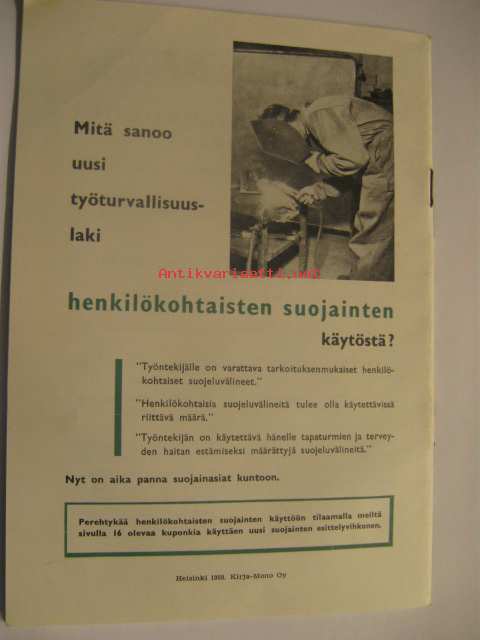 Mitä sanoo
uusi
työturvallisuus-
laki
Antikvariaatti.net
henkilökohtaisten suojainten
käytöstä?
"Työntekijälle on varattava tarkoituksenmukaiset henkilö-
kohtaiset suojeluvälineet."
"Henkilökohtaisia suojeluvälineitä tulee olla käytettävissä
riittävä määrä."
"Työntekijän on käytettävä hänelle tapaturmien ja tervey-
den haitan estämiseksi määrättyjä suojeluvälineitä."
Nyt on aika panna suojainasiat kuntoon.
Perehtykää henkilökohtaisten suojainten käyttöön tilaamalla meiltä
sivulla 16 olevaa kuponkia käyttäen uusi suojainten esittelyvihkonen.
Helsinki 1959. Kirja-Mono Oy